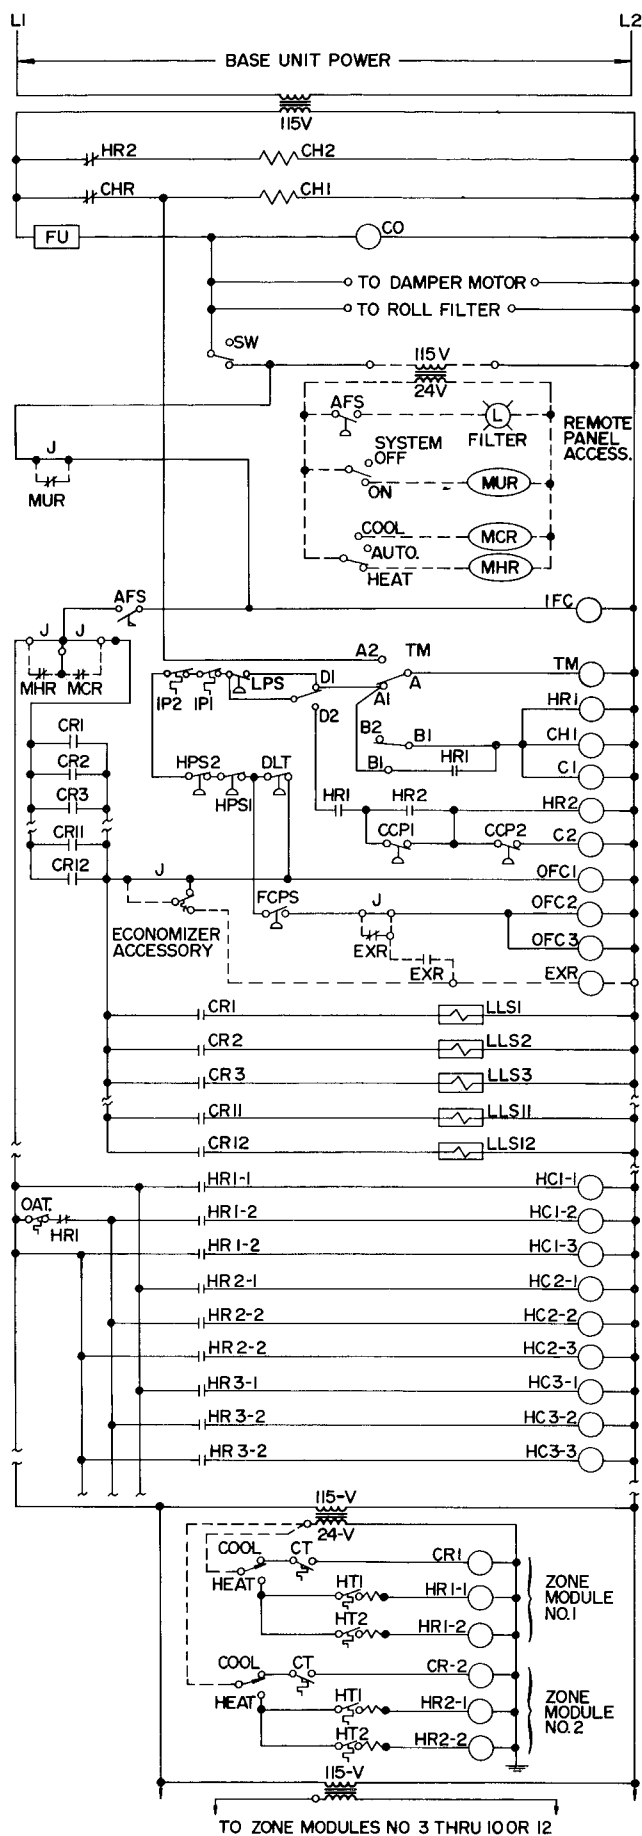 L1 L2
BASE UNIT POWER
115V
HR2 CH2
CHR CH1
FU CO
TO DAMPER MOTOR
TO ROLL FILTER
SW
115V
24V
AFS L
FILTER
REMOTE
PANEL
ACCESS.
SYSTEM
OFF
ON MUR
J
MUR
COOL MCR
AUTO.
HEAT MHR
AFS IFC
J J
MHR MCR
A2 TM TM
LPS D1 A
IP2 IP1 A1
D2 HR1
B2 B1 CH1
CR1 B1 HR1
CR2 HPS2 DLT C1
HPS1
CR3 HR1 HR2 HR2
CCP1 CCP2 C2
CR11
CR12 J OFC1
FCPS J OFC2
ECONOMIZER
ACCESSORY
EXR OFC3
EXR EXR
CR1 LLS1
CR2 LLS2
CR3 LLS3
CR11 LLS11
CR12 LLS12
HR1-1 HC1-1
OAT. HR1-2 HC1-2
HR1
HR1-2 HC1-3
HR2-1 HC2-1
HR2-2 HC2-2
HR2-2 HC2-3
HR3-1 HC3-1
HR3-2 HC3-2
HR3-2 HC3-3
115-V
24-V
COOL CT CR1
HEAT HT1 HR1-1
HT2 HR1-2
ZONE
MODULE
NO.1
COOL CT CR-2
HEAT HT1 HR2-1
HT2 HR2-2
ZONE
MODULE
NO.2
115-V
TO ZONE MODULES NO 3 THRU 10 OR 12